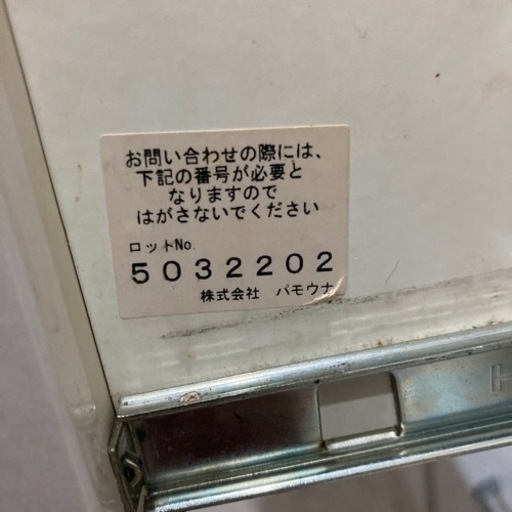 お問い合わせの際には、
下記の番号が必要と
なりますので
はがさないでください
ロットNo.
5032202
株式会社 パモウナ